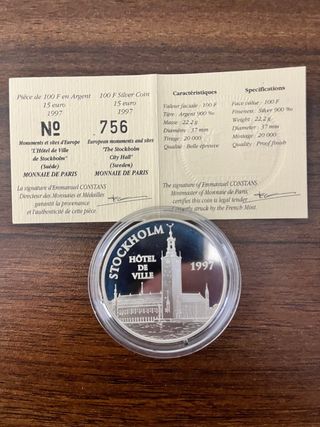 Pièce de 100 F en Argent
15 euro
1997
100 F Silver Coin
15 euro
1997
No 756
Monuments et sites d'Europe
"L'Hôtel de Ville
de Stockholm"
(Suède)
MONNAIE DE PARIS
European monuments and sites
"The Stockholm
City Hall"
(Sweden)
MONNAIE DE PARIS
La signature d'Emmanuel CONSTANS
Directeur des Monnaies et Médailles
garantit la provenance
et l'authenticité de cette pièce.
Caractéristiques
Valeur faciale : 100 F
Titre : Argent 900 ‰
Masse : 22,2 g
Diamètre : 37 mm
Tirage : 20 000
Qualité : Belle épreuve
Specifications
Face value : 100 F
Fineness : Silver 900 ‰
Weight : 22,2 g
Diameter : 37 mm
Mintage : 20 000
Quality : Proof finish
The signature of Emmanuel CONSTANS
Mintmaster of Monnaie de Paris,
certifies this coin is legal tender
struck by the French Mint.
STOCKHOLM
HÔTEL
DE
VILLE
1997